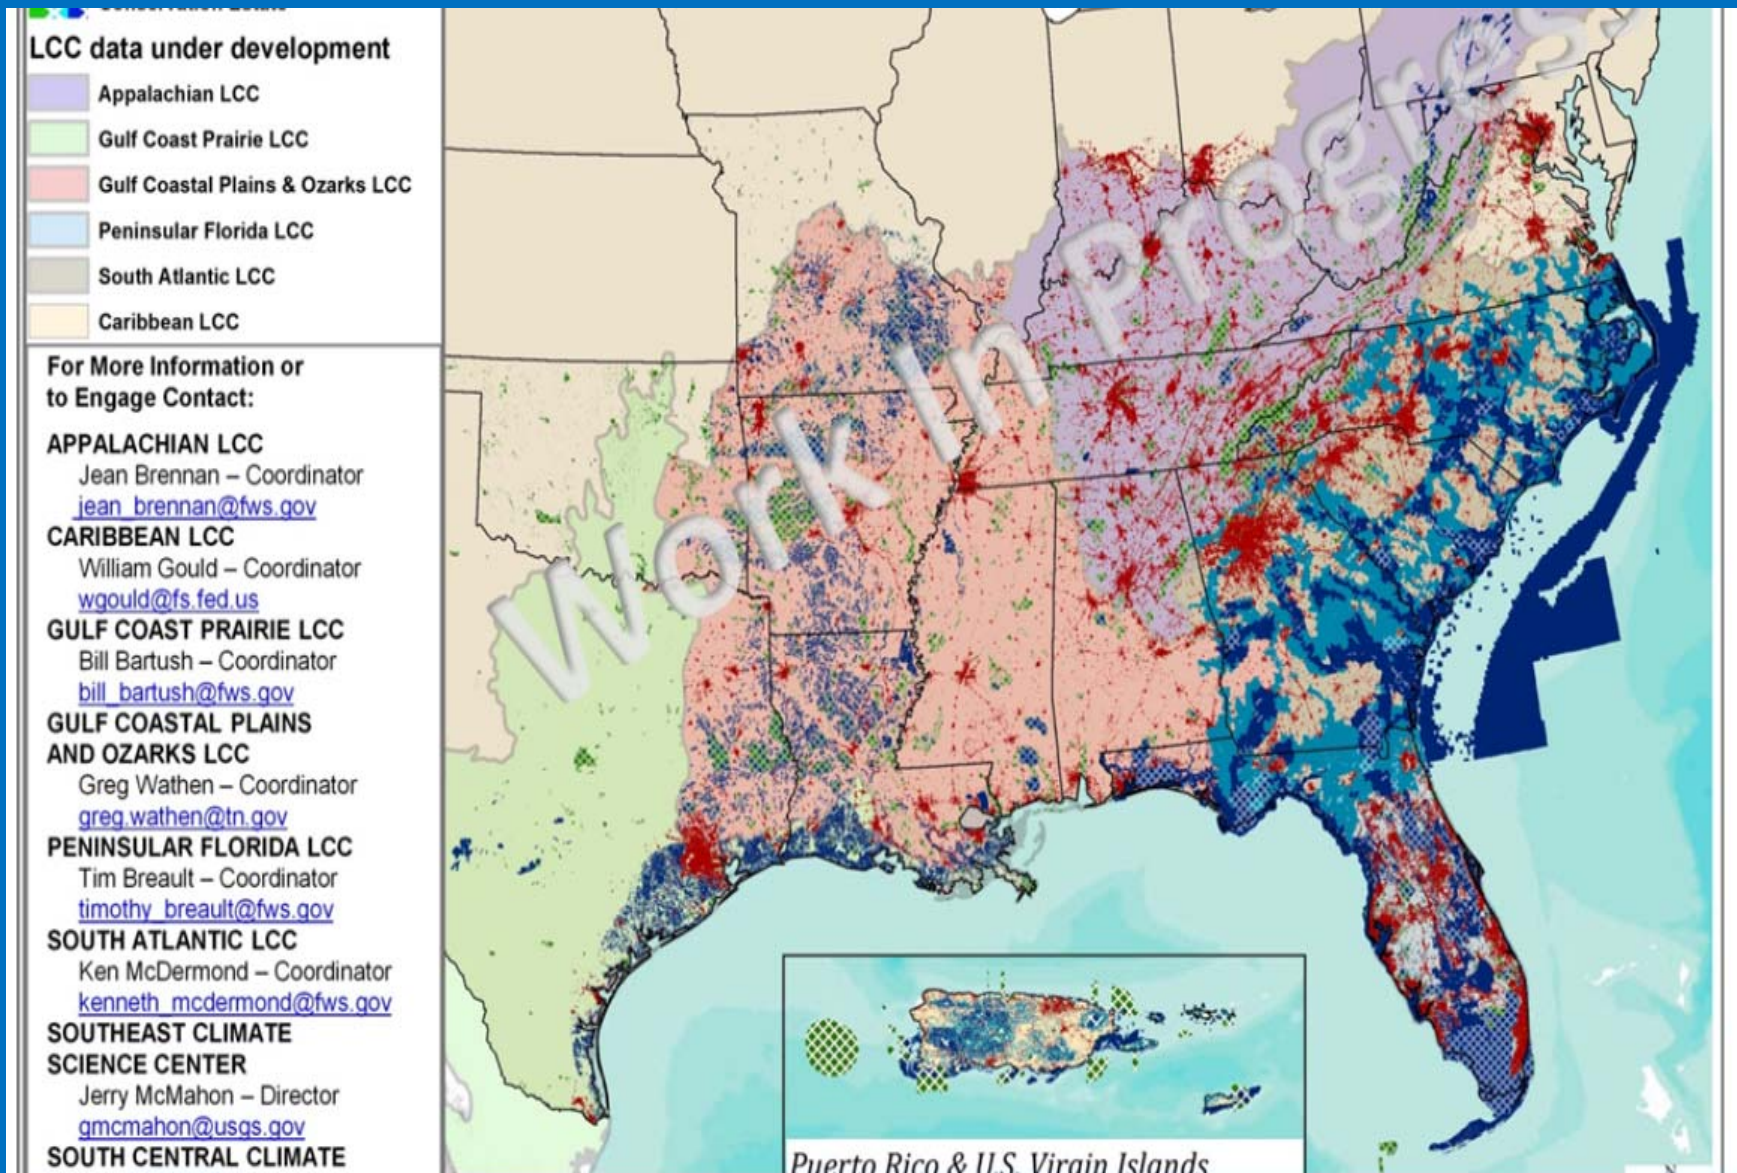 Conservation Estate
LCC data under development
Appalachian LCC
Gulf Coast Prairie LCC
Gulf Coastal Plains & Ozarks LCC
Peninsular Florida LCC
South Atlantic LCC
Caribbean LCC
For More Information or
to Engage Contact:
APPALACHIAN LCC
Jean Brennan – Coordinator
jean_brennan@fws.gov
CARIBBEAN LCC
William Gould – Coordinator
wgould@fs.fed.us
GULF COAST PRAIRIE LCC
Bill Bartush – Coordinator
bill_bartush@fws.gov
GULF COASTAL PLAINS
AND OZARKS LCC
Greg Wathen – Coordinator
greg.wathen@tn.gov
PENINSULAR FLORIDA LCC
Tim Breault – Coordinator
timothy_breault@fws.gov
SOUTH ATLANTIC LCC
Ken McDermond – Coordinator
kenneth_mcdermond@fws.gov
SOUTHEAST CLIMATE
SCIENCE CENTER
Jerry McMahon – Director
gmcmahon@usgs.gov
SOUTH CENTRAL CLIMATE
Work In Progress
Puerto Rico & U.S. Virgin Islands
N